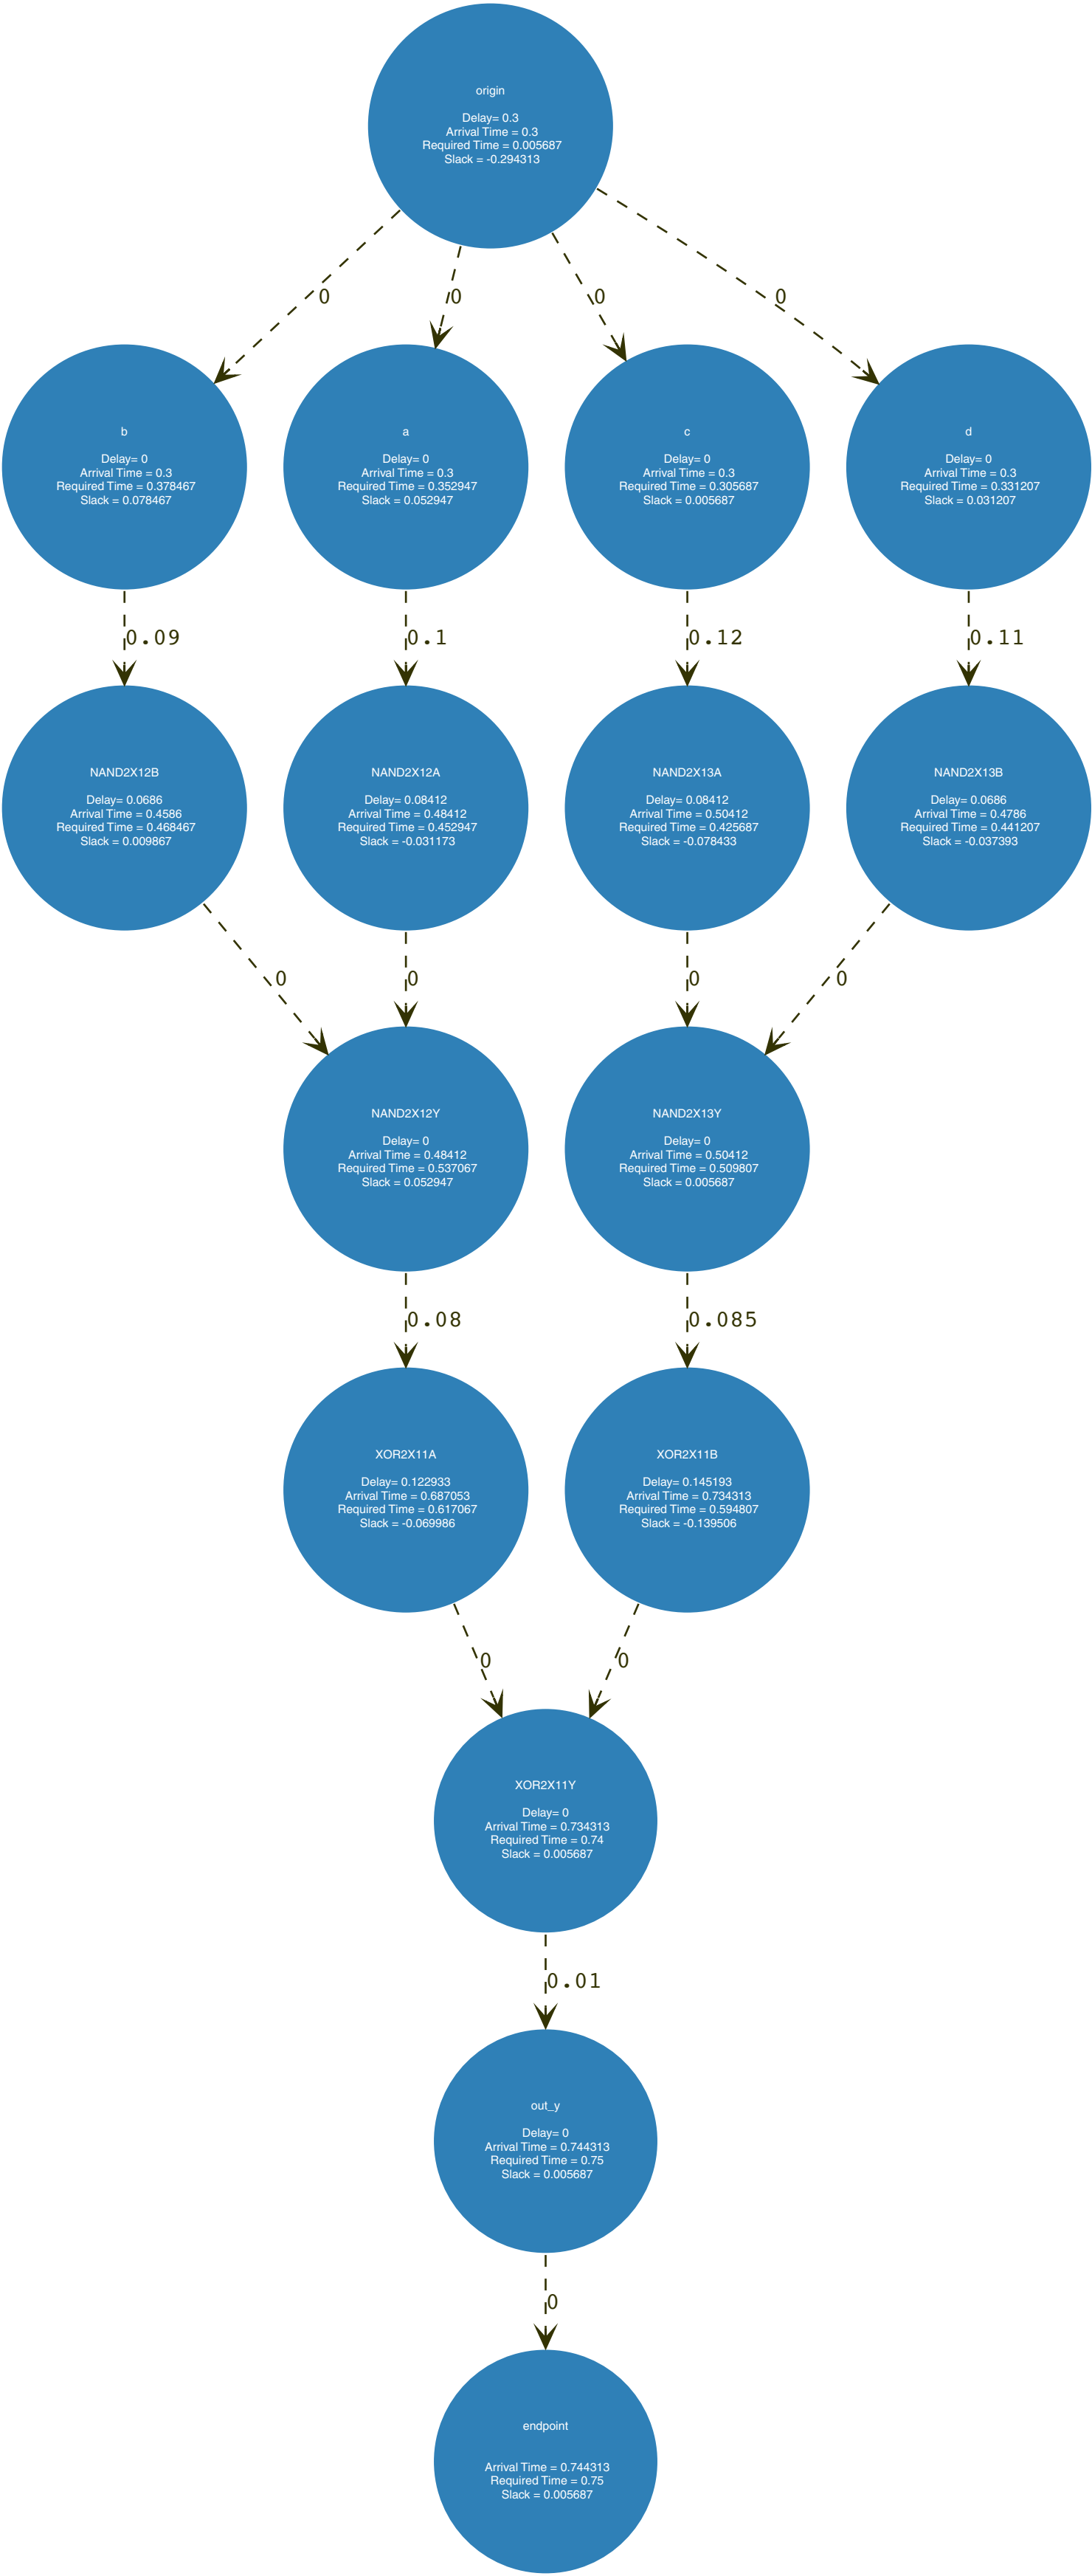 origin
Delay= 0.3
Arrival Time = 0.3
Required Time = 0.005687
Slack = -0.294313
0
0
0
0
b
Delay= 0
Arrival Time = 0.3
Required Time = 0.378467
Slack = 0.078467
a
Delay= 0
Arrival Time = 0.3
Required Time = 0.352947
Slack = 0.052947
c
Delay= 0
Arrival Time = 0.3
Required Time = 0.305687
Slack = 0.005687
d
Delay= 0
Arrival Time = 0.3
Required Time = 0.331207
Slack = 0.031207
0.09
0.1
0.12
0.11
NAND2X12B
Delay= 0.0686
Arrival Time = 0.4586
Required Time = 0.468467
Slack = 0.009867
NAND2X12A
Delay= 0.08412
Arrival Time = 0.48412
Required Time = 0.452947
Slack = -0.031173
NAND2X13A
Delay= 0.08412
Arrival Time = 0.50412
Required Time = 0.425687
Slack = -0.078433
NAND2X13B
Delay= 0.0686
Arrival Time = 0.4786
Required Time = 0.441207
Slack = -0.037393
0
0
0
0
NAND2X12Y
Delay= 0
Arrival Time = 0.48412
Required Time = 0.537067
Slack = 0.052947
NAND2X13Y
Delay= 0
Arrival Time = 0.50412
Required Time = 0.509807
Slack = 0.005687
0.08
0.085
XOR2X11A
Delay= 0.122933
Arrival Time = 0.687053
Required Time = 0.617067
Slack = -0.069986
XOR2X11B
Delay= 0.145193
Arrival Time = 0.734313
Required Time = 0.594807
Slack = -0.139506
0
0
XOR2X11Y
Delay= 0
Arrival Time = 0.734313
Required Time = 0.74
Slack = 0.005687
0.01
out_y
Delay= 0
Arrival Time = 0.744313
Required Time = 0.75
Slack = 0.005687
0
endpoint
Arrival Time = 0.744313
Required Time = 0.75
Slack = 0.005687